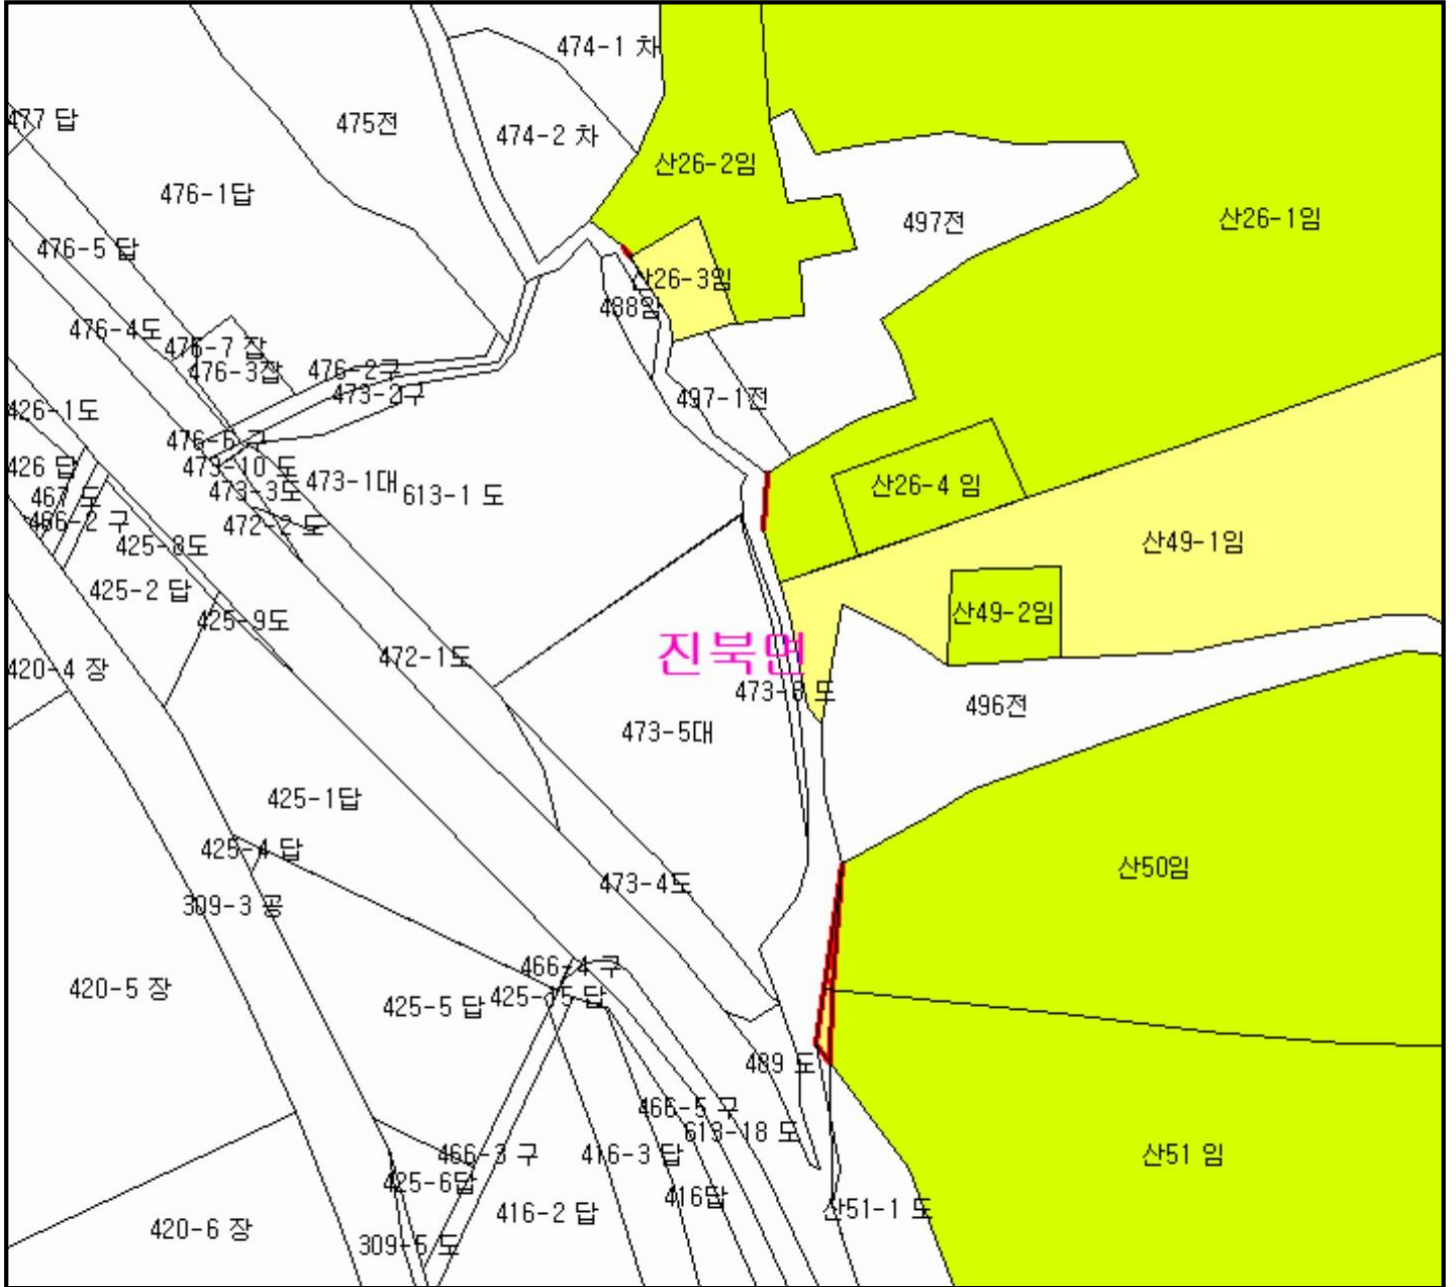 474-1 차
477 답
475전
474-2 차
산26-2임
476-1답
497전
산26-1임
476-5 답
산26-3임
476-4도
476-7 잡
476-3잡
476-2구
473-2구
497-1전
426-1도
476-6 구
426 답
473-10 도
473-1대
613-1 도
473-3도
산26-4 임
467 도
466-2 구
472-2 도
425-8도
산49-1임
425-2 답
425-9도
산49-2임
진북면
472-1도
420-4 장
496전
473-5대
425-1답
425-4 답
산50임
473-4도
309-3 공
466-4 구
420-5 장
425-5 답
425-15 답
489 도
466-5 구
613-18 도
466-3 구
416-3 답
산51 임
425-6답
416답
416-2 답
산51-1 도
420-6 장
309-5 도